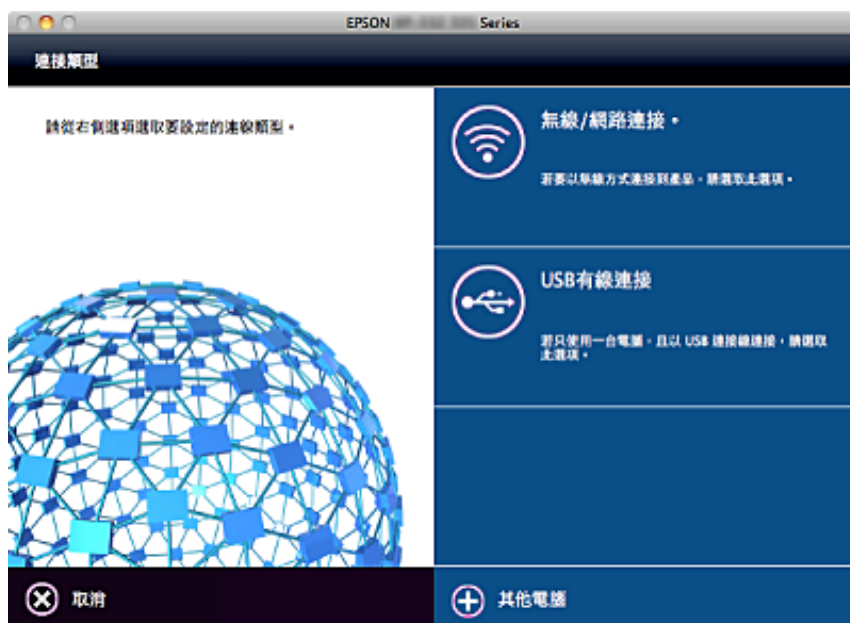 EPSON Series
連接類型
請從右側選項選取要設定的連線類型。
無線/網路連接。
若要以無線方式連接到產品，請選取此選項。
USB有線連接
若只使用一台電腦，且以 USB 連接線連接，請選取
此選項。
取消
其他電腦